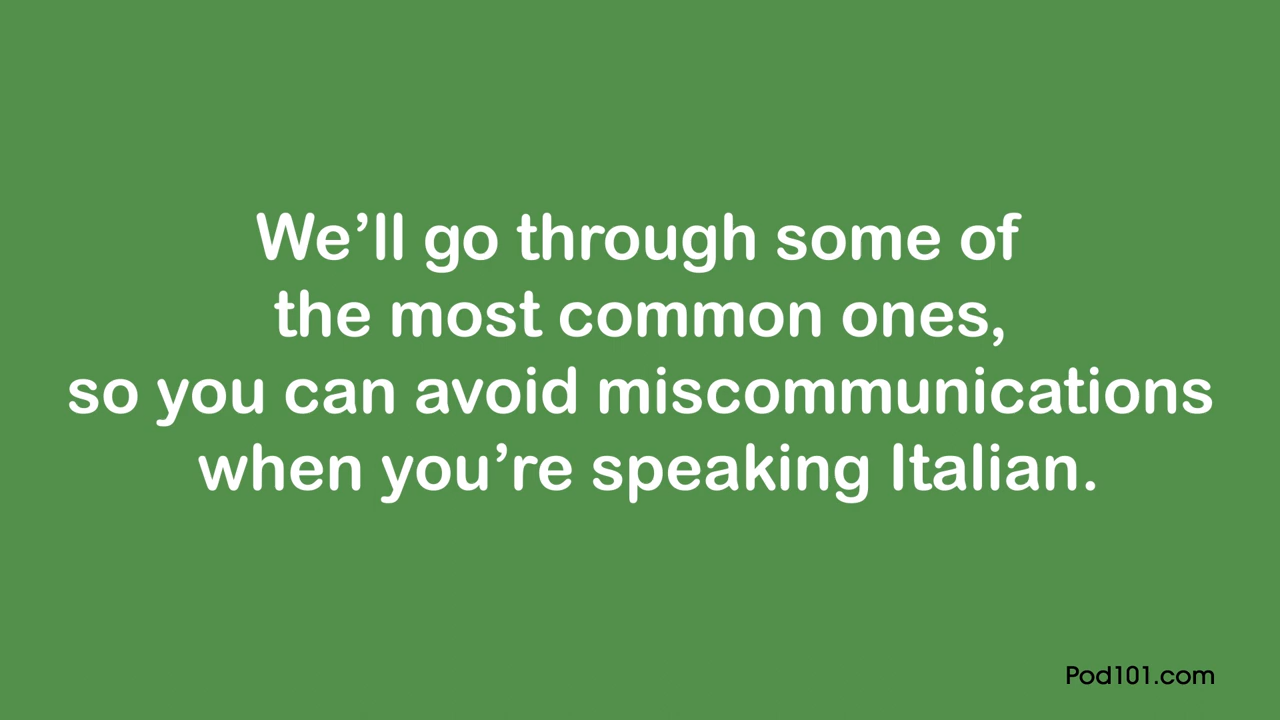 We’ll go through some of
the most common ones,
so you can avoid miscommunications
when you’re speaking Italian.
Pod101.com